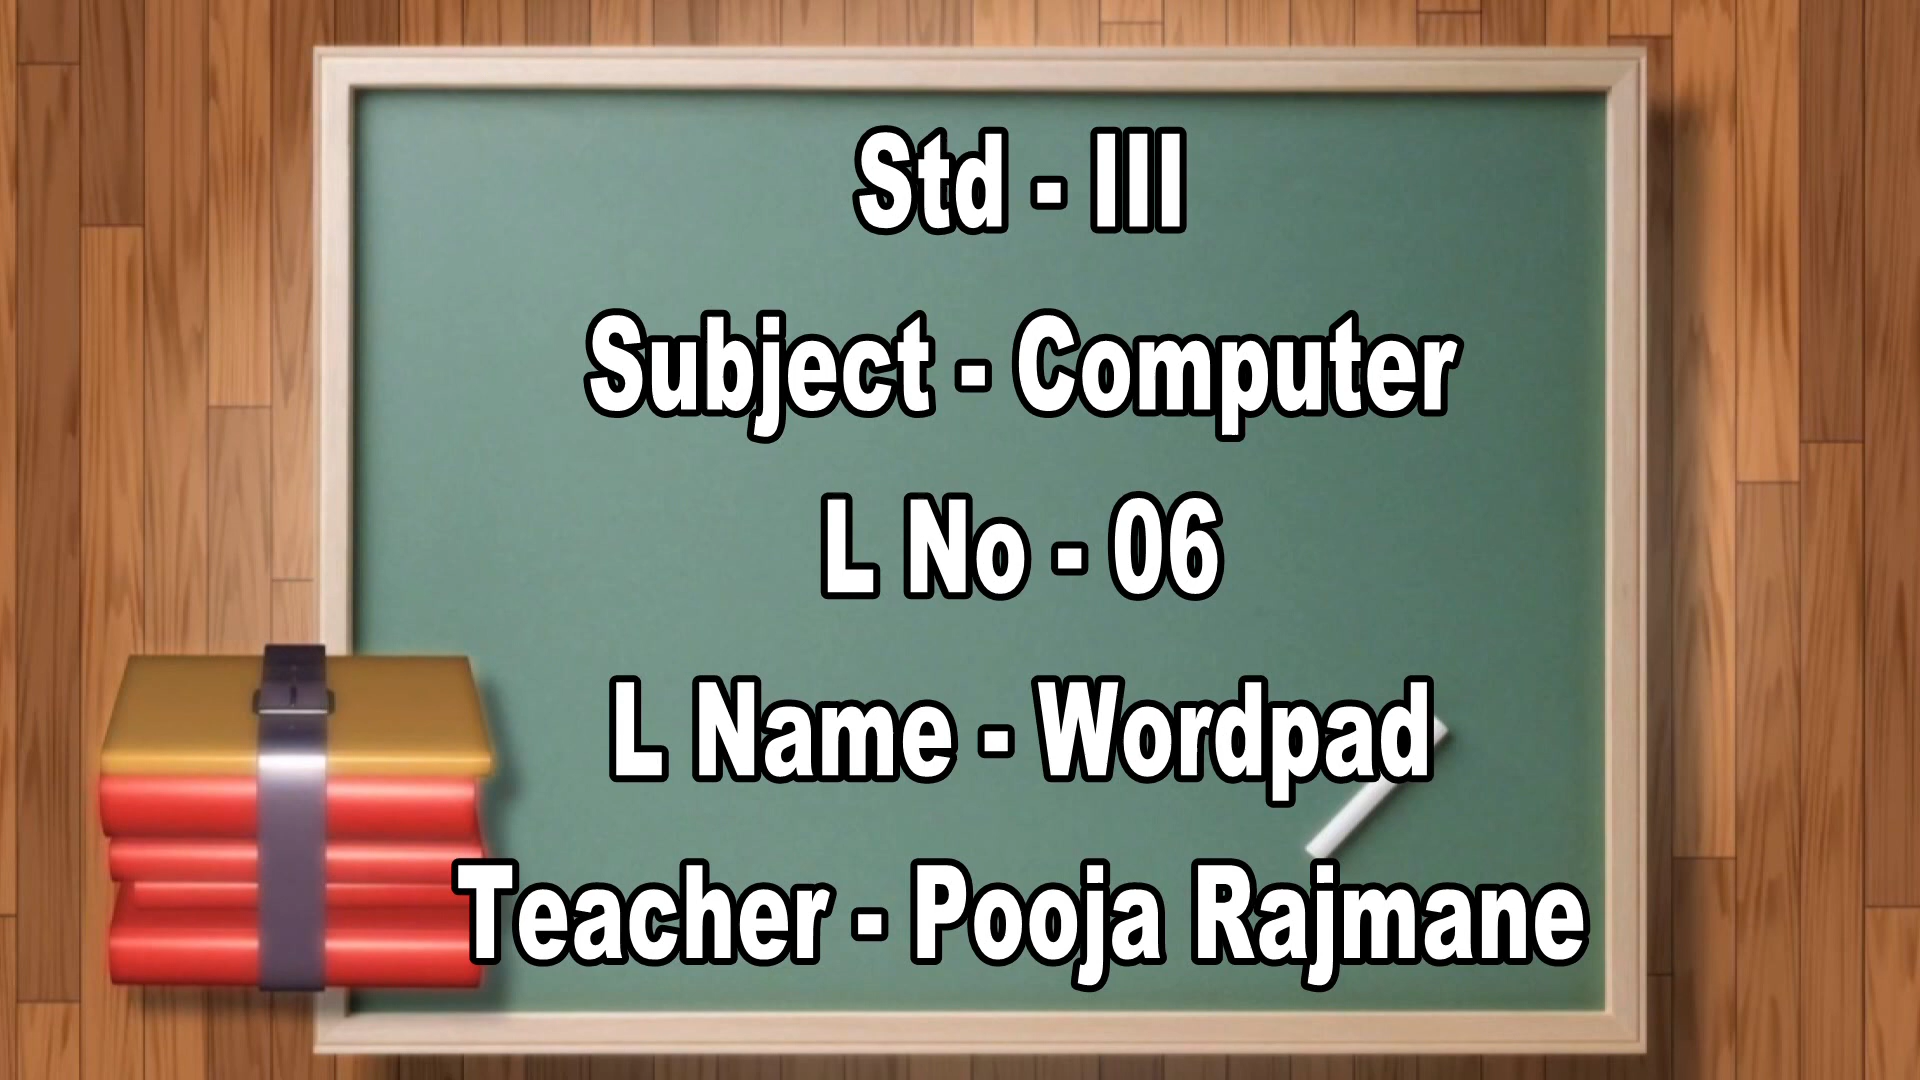 Std - III
Subject - Computer
L No - 06
L Name - Wordpad
Teacher - Pooja Rajmane